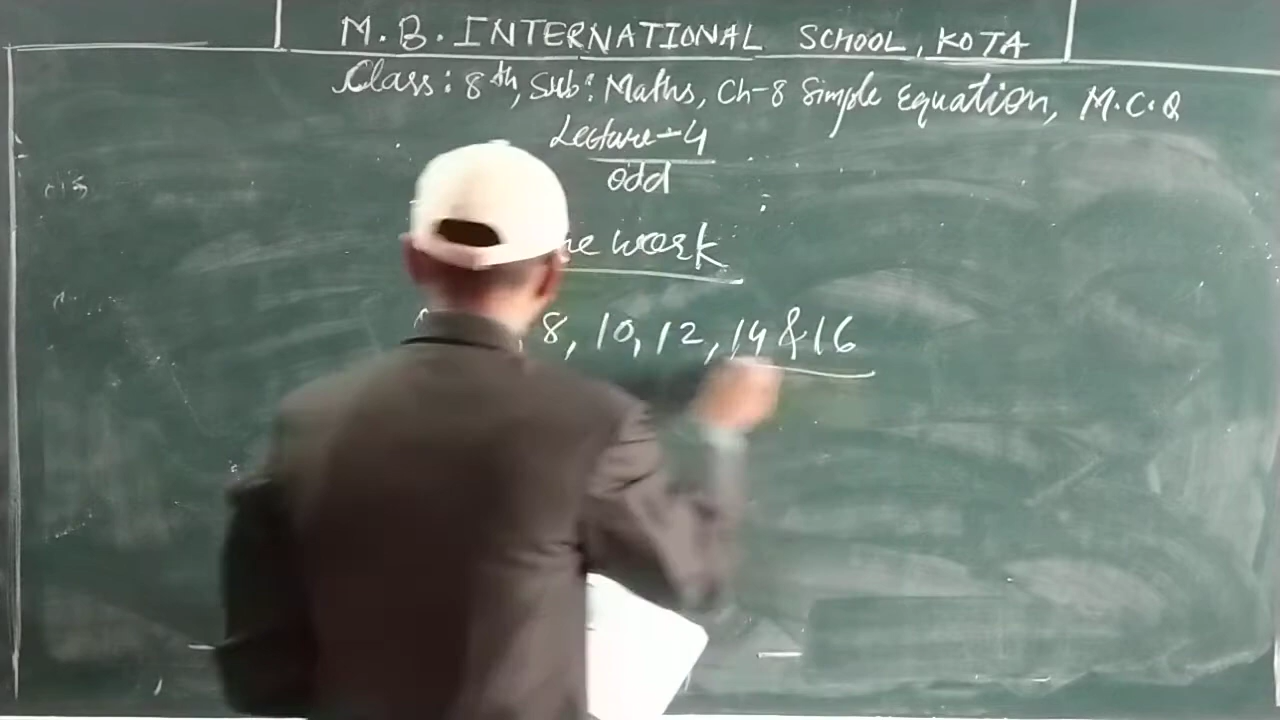 M.B. INTERNATIONAL SCHOOL, KOTA
Class: 8th, Sub: Maths, Ch-8 Simple Equation, M.C.Q
Lecture-4
odd
work
8, 10, 12, 14 & 16